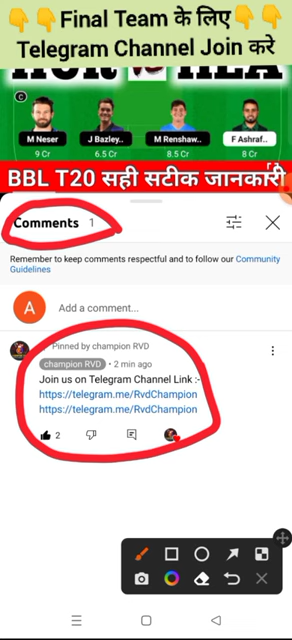 👇👇Final Team के लिए👇👇
Telegram Channel Join करे
C
M Neser
J Bazley..
M Renshaw..
F Ashraf..
9 Cr
6.5 Cr
8.5 Cr
8 Cr
BBL T20 सही सटीक जानकारी
Comments 1
Remember to keep comments respectful and to follow our Community
Guidelines
A
Add a comment...
Pinned by champion RVD
champion RVD • 2 min ago
Join us on Telegram Channel Link :-
https://telegram.me/RvdChampion
https://telegram.me/RvdChampion
2